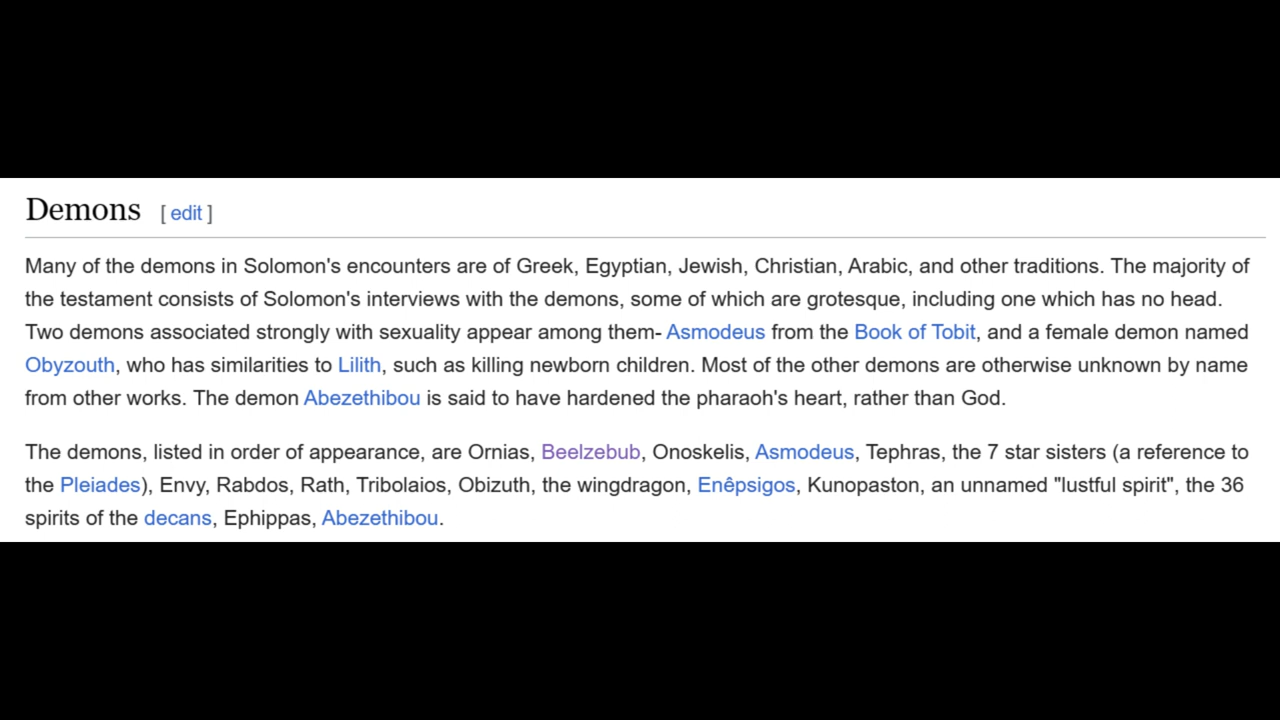 Demons [ edit ]
Many of the demons in Solomon's encounters are of Greek, Egyptian, Jewish, Christian, Arabic, and other traditions. The majority of
the testament consists of Solomon's interviews with the demons, some of which are grotesque, including one which has no head.
Two demons associated strongly with sexuality appear among them- Asmodeus from the Book of Tobit, and a female demon named
Obyzouth, who has similarities to Lilith, such as killing newborn children. Most of the other demons are otherwise unknown by name
from other works. The demon Abezethibou is said to have hardened the pharaoh's heart, rather than God.
The demons, listed in order of appearance, are Ornias, Beelzebub, Onoskelis, Asmodeus, Tephras, the 7 star sisters (a reference to
the Pleiades), Envy, Rabdos, Rath, Tribolaios, Obizuth, the wingdragon, Enêpsigos, Kunopaston, an unnamed "lustful spirit", the 36
spirits of the decans, Ephippas, Abezethibou.